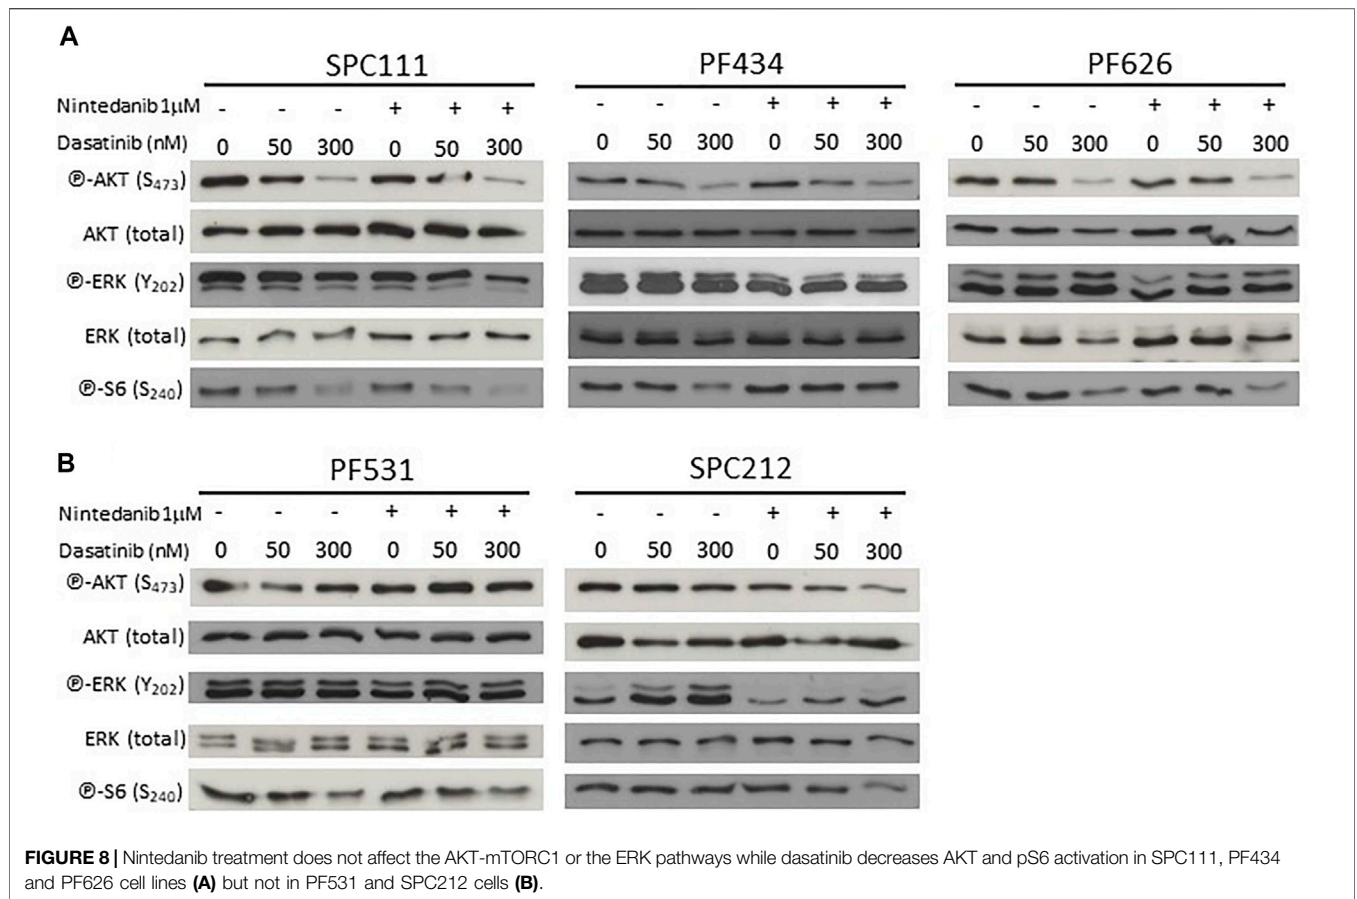 A
SPC111 PF434 PF626
Nintedanib 1μM - - - + + + - - - + + + - - - + + +
Dasatinib (nM) 0 50 300 0 50 300 0 50 300 0 50 300 0 50 300 0 50 300
Ⓟ-AKT (S473)
AKT (total)
Ⓟ-ERK (Y202)
ERK (total)
Ⓟ-S6 (S240)
B
PF531 SPC212
Nintedanib 1μM - - - + + + - - - + + +
Dasatinib (nM) 0 50 300 0 50 300 0 50 300 0 50 300
Ⓟ-AKT (S473)
AKT (total)
Ⓟ-ERK (Y202)
ERK (total)
Ⓟ-S6 (S240)
FIGURE 8 | Nintedanib treatment does not affect the AKT-mTORC1 or the ERK pathways while dasatinib decreases AKT and pS6 activation in SPC111, PF434
and PF626 cell lines (A) but not in PF531 and SPC212 cells (B).